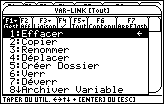 VAR-LINK [Tout]
F1 F2 F3 F4 F5 F6 F7
1:Effacer ←
2:Copier
3:Renommer
4:Déplacer
5:Créer Dossier
6:Verr
7:Déverr
8↓Archiver Variable
TAPER OU UTIL. ←→↑↓ + [ENTER] OU [ESC]